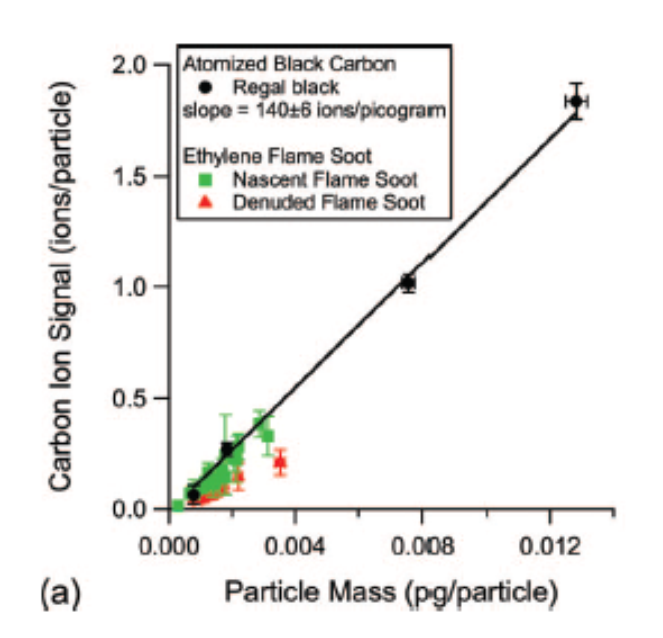 2.0
1.5
1.0
0.5
0.0
Carbon Ion Signal (ions/particle)
Atomized Black Carbon
Regal black
slope = 140±6 ions/picogram
Ethylene Flame Soot
Nascent Flame Soot
Denuded Flame Soot
0.000 0.004 0.008 0.012
(a) Particle Mass (pg/particle)